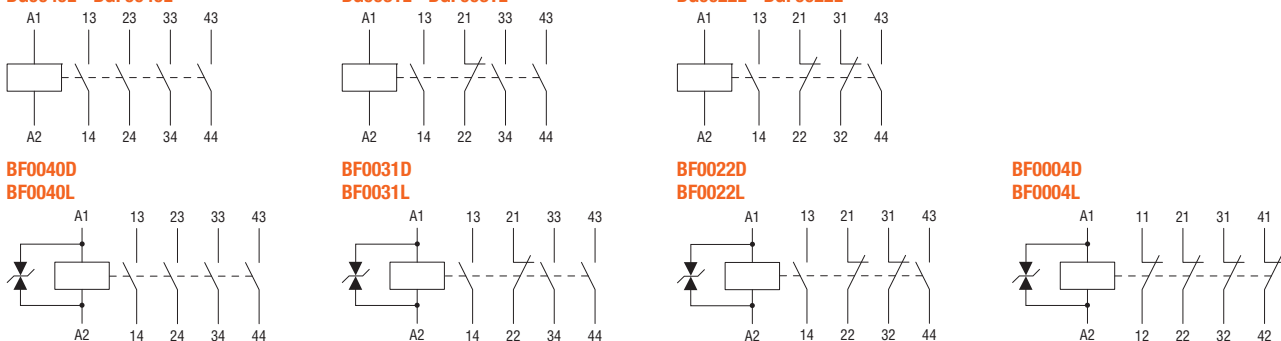 A1 13 23 33 43
A2 14 24 34 44
A1 13 21 33 43
A2 14 22 34 44
A1 13 21 31 43
A2 14 22 32 44
BF0040D
BF0040L
A1 13 23 33 43
A2 14 24 34 44
BF0031D
BF0031L
A1 13 21 33 43
A2 14 22 34 44
BF0022D
BF0022L
A1 13 21 31 43
A2 14 22 32 44
BF0004D
BF0004L
A1 11 21 31 41
A2 12 22 32 42